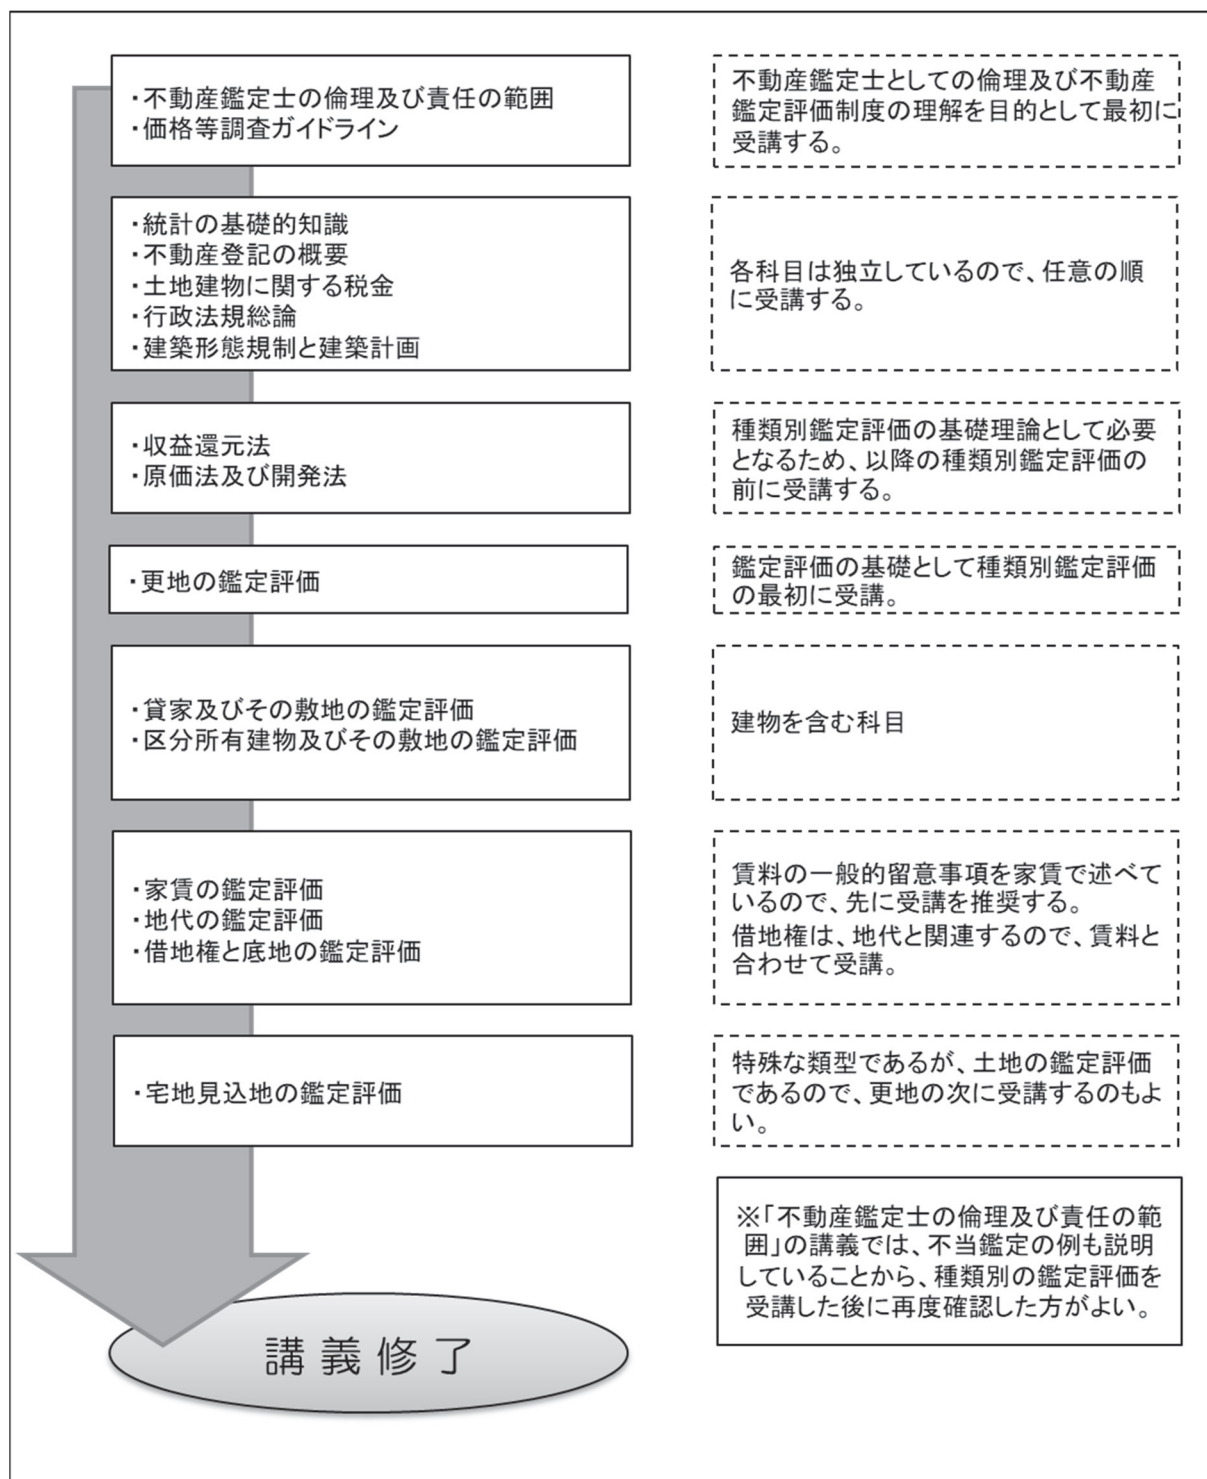 ・不動産鑑定士の倫理及び責任の範囲
・価格等調査ガイドライン
不動産鑑定士としての倫理及び不動産
鑑定評価制度の理解を目的として最初に
受講する。
・統計の基礎的知識
・不動産登記の概要
・土地建物に関する税金
・行政法規総論
・建築形態規制と建築計画
各科目は独立しているので、任意の順
に受講する。
・収益還元法
・原価法及び開発法
種類別鑑定評価の基礎理論として必要
となるため、以降の種類別鑑定評価の
前に受講する。
・更地の鑑定評価
鑑定評価の基礎として種類別鑑定評価
の最初に受講。
・貸家及びその敷地の鑑定評価
・区分所有建物及びその敷地の鑑定評価
建物を含む科目
・家賃の鑑定評価
・地代の鑑定評価
・借地権と底地の鑑定評価
賃料の一般的留意事項を家賃で述べて
いるので、先に受講を推奨する。
借地権は、地代と関連するので、賃料と
合わせて受講。
・宅地見込地の鑑定評価
特殊な類型であるが、土地の鑑定評価
であるので、更地の次に受講するのもよ
い。
※「不動産鑑定士の倫理及び責任の範
囲」の講義では、不当鑑定の例も説明
していることから、種類別の鑑定評価を
受講した後に再度確認した方がよい。
講義修了